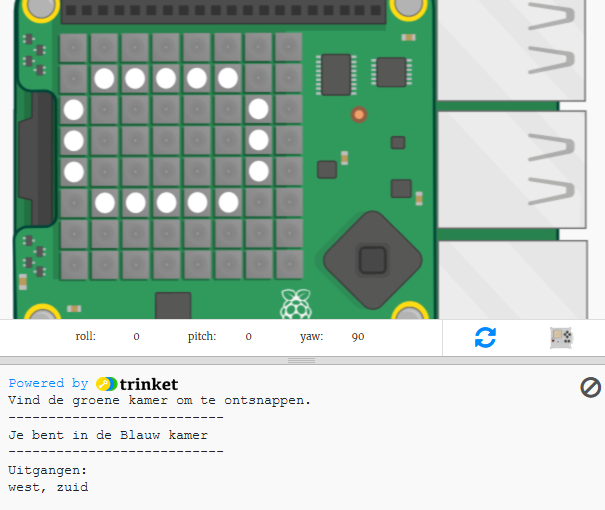 roll: 0 pitch: 0 yaw: 90
Powered by trinket
Vind de groene kamer om te ontsnappen.
---------------------------
Je bent in de Blauw kamer
---------------------------
Uitgangen:
west, zuid